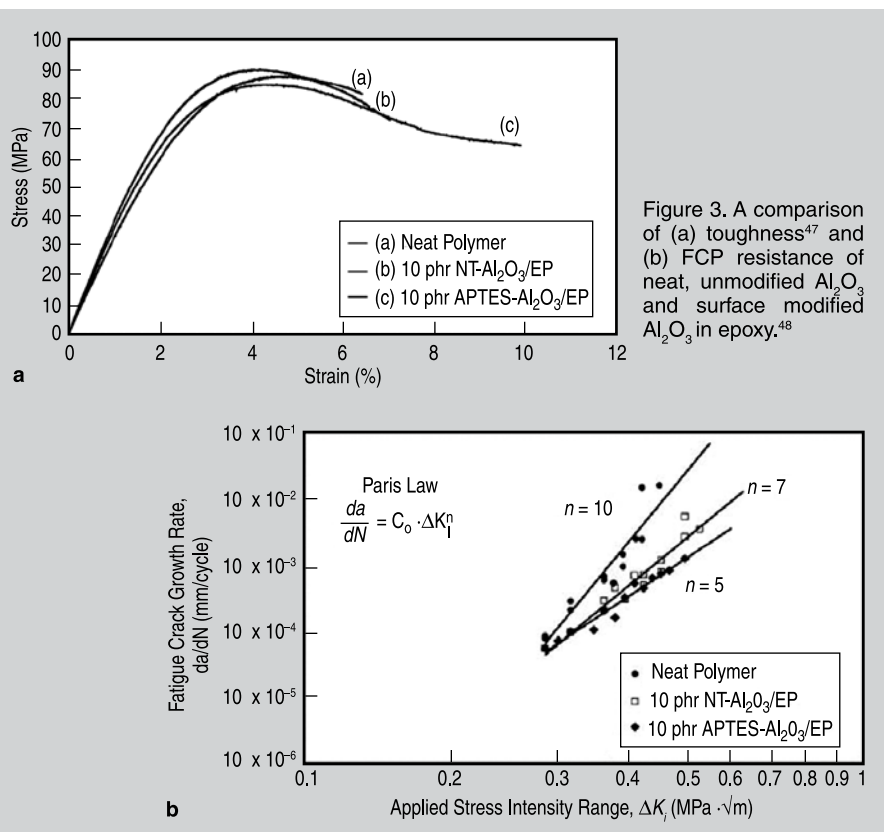 100
90
80
70
60
50
40
30
20
10
0
Stress (MPa)
(a)
(b)
(c)
(a) Neat Polymer
(b) 10 phr NT-Al₂O₃/EP
(c) 10 phr APTES-Al₂O₃/EP
0 2 4 6 8 10 12
Strain (%)
a
Figure 3. A comparison
of (a) toughness⁴⁷ and
(b) FCP resistance of
neat, unmodified Al₂O₃
and surface modified
Al₂O₃ in epoxy.⁴⁸
10 x 10⁻¹
10 x 10⁻²
10 x 10⁻³
10 x 10⁻⁴
10 x 10⁻⁵
10 x 10⁻⁶
Fatigue Crack Growth Rate,
da/dN (mm/cycle)
Paris Law
da/dN = C₀ · ΔK_I^n
n = 10
n = 7
n = 5
Neat Polymer
10 phr NT-Al₂0₃/EP
10 phr APTES-Al₂0₃/EP
0.1 0.2 0.3 0.4 0.5 0.6 0.7 0.8 0.9 1
Applied Stress Intensity Range, ΔKᵢ (MPa ·√m)
b